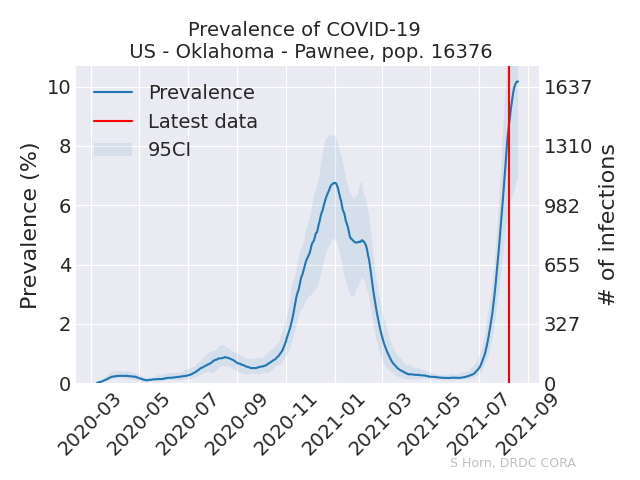 Prevalence of COVID-19
US - Oklahoma - Pawnee, pop. 16376
Prevalence
Latest data
95CI
Prevalence (%)
10
8
6
4
2
0
1637
1310
982
655
327
0
# of infections
2020-03
2020-05
2020-07
2020-09
2020-11
2021-01
2021-03
2021-05
2021-07
2021-09
S Horn, DRDC CORA